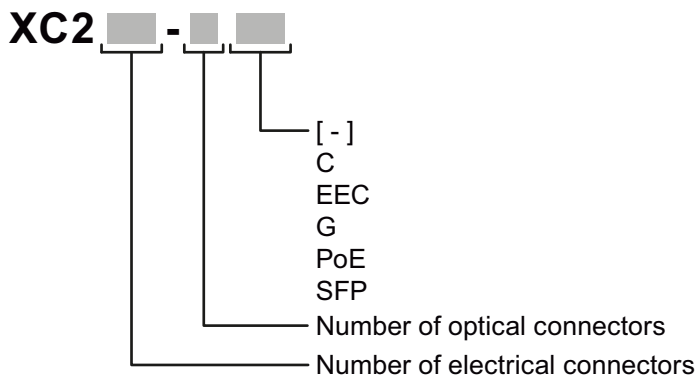 XC2 -
[ - ]
C
EEC
G
PoE
SFP
Number of optical connectors
Number of electrical connectors